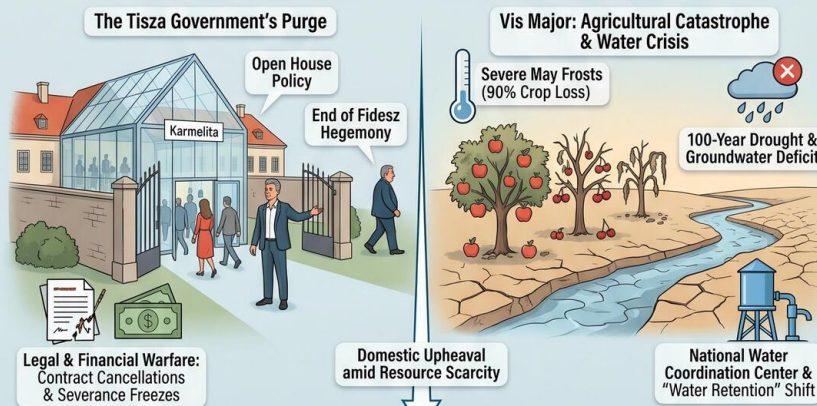 The Tisza Government's Purge
Open House
Policy
End of Fidesz
Hegemony
Karmelita
Legal & Financial Warfare:
Contract Cancellations
& Severance Freezes
Domestic Upheaval
amid Resource Scarcity
Vis Major: Agricultural Catastrophe
& Water Crisis
Severe May Frosts
(90% Crop Loss)
100-Year Drought &
Groundwater Deficit
National Water
Coordination Center &
"Water Retention" Shift